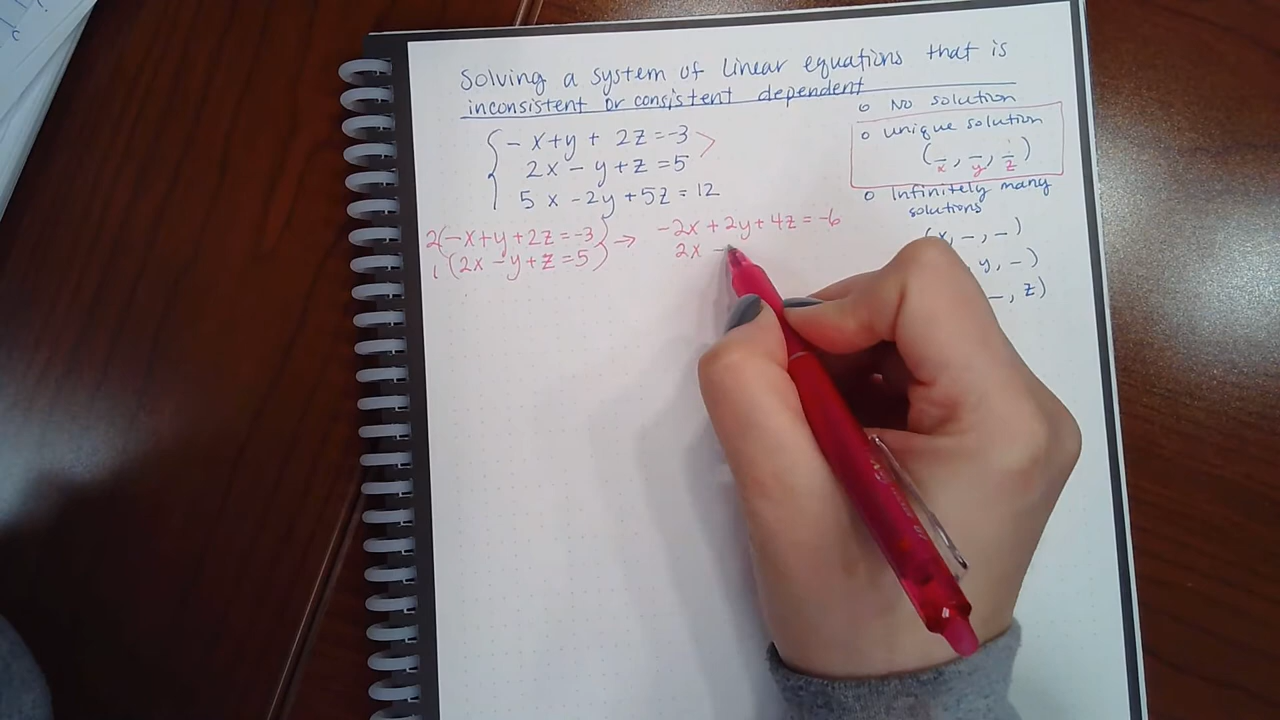 Solving a system of linear equations that is
inconsistent or consistent dependent
o No solution
o unique solution
(_, _, _)
x y z
o Infinitely many
solutions
(x, -, -)
y, -)
-, z)
{ -x+y+2z=-3
2x-y+z=5
5x-2y+5z=12
2(-x+y+2z=-3) → -2x+2y+4z=-6
1(2x-y+z=5) 2x -